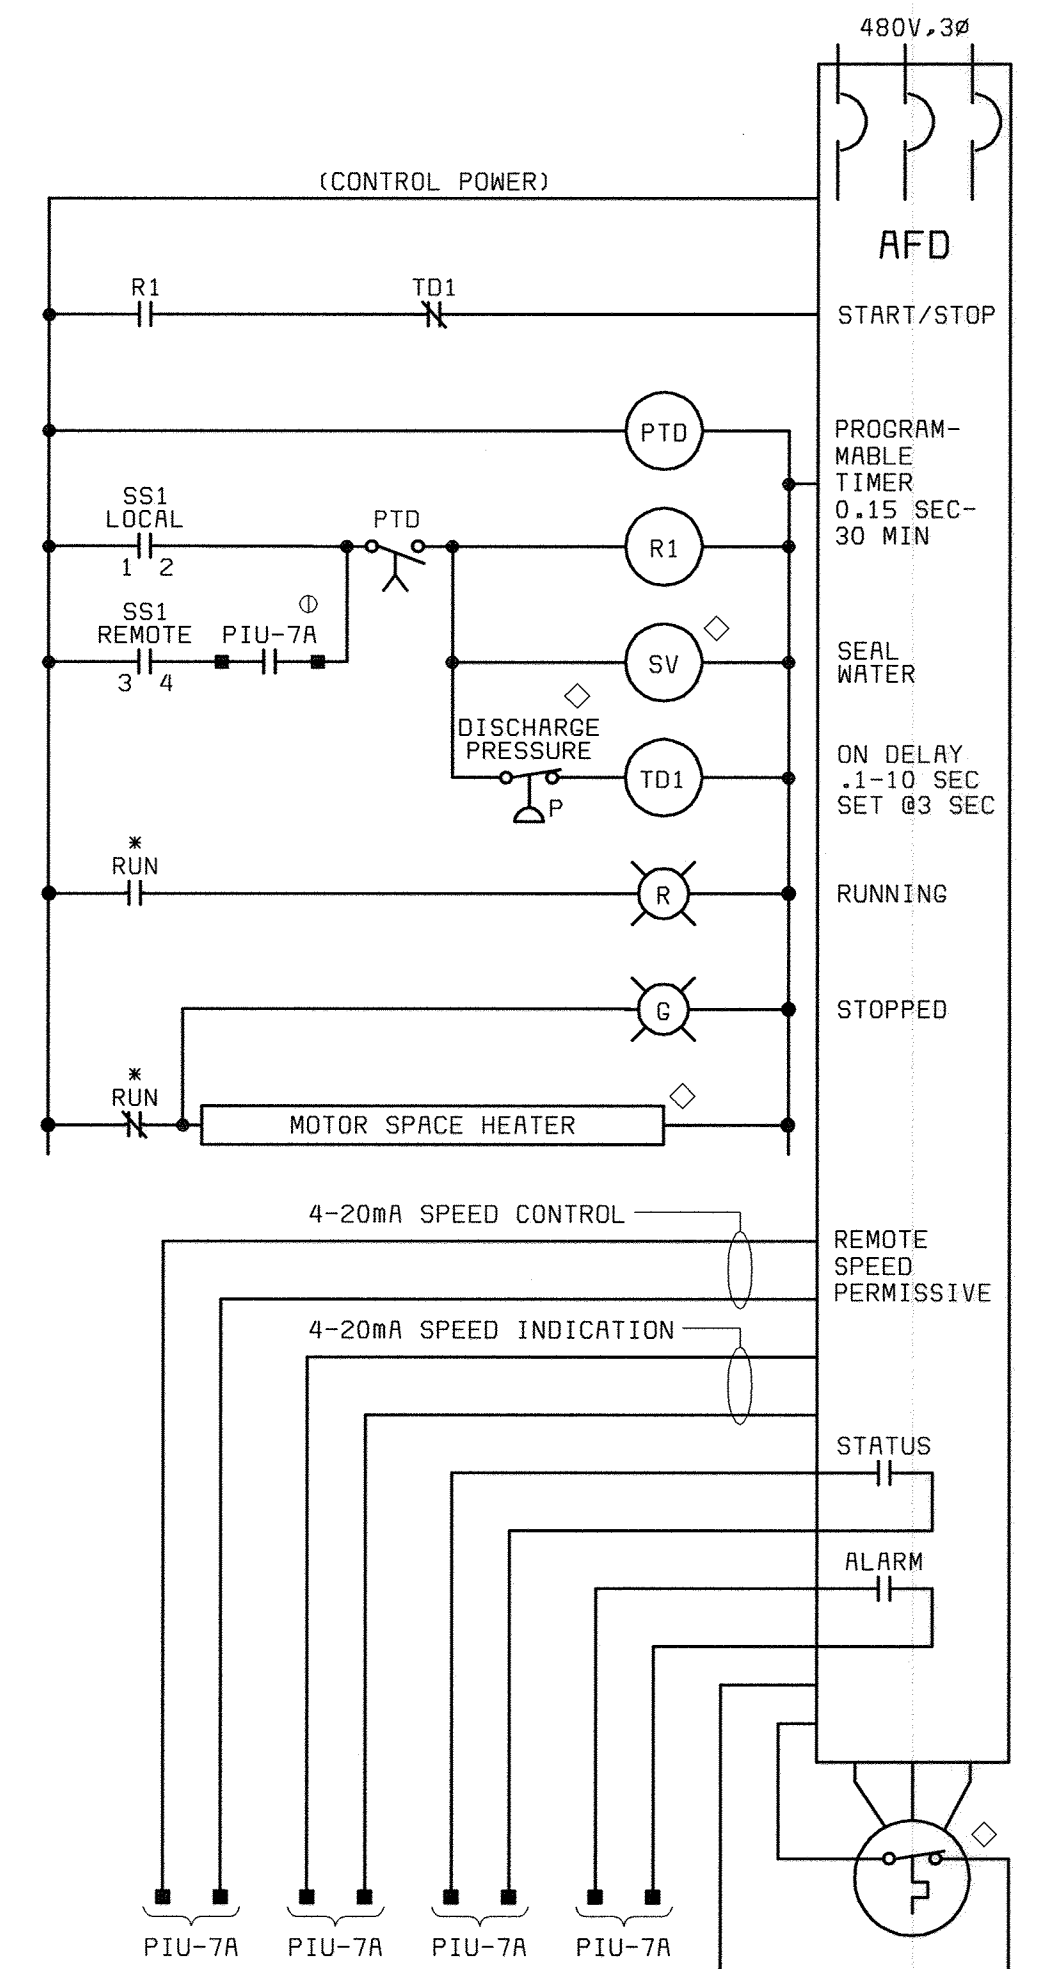 480V,3Ø
(CONTROL POWER)
AFD
R1
TD1
START/STOP
PTD
PROGRAM-
MABLE
TIMER
0.15 SEC-
30 MIN
SS1
LOCAL
1 2
PTD
R1
SS1
REMOTE
3 4
PIU-7A
SV
SEAL
WATER
DISCHARGE
PRESSURE
P
TD1
ON DELAY
.1-10 SEC
SET @3 SEC
*
RUN
R
RUNNING
G
STOPPED
*
RUN
MOTOR SPACE HEATER
4-20mA SPEED CONTROL
REMOTE
SPEED
PERMISSIVE
4-20mA SPEED INDICATION
STATUS
ALARM
PIU-7A PIU-7A PIU-7A PIU-7A